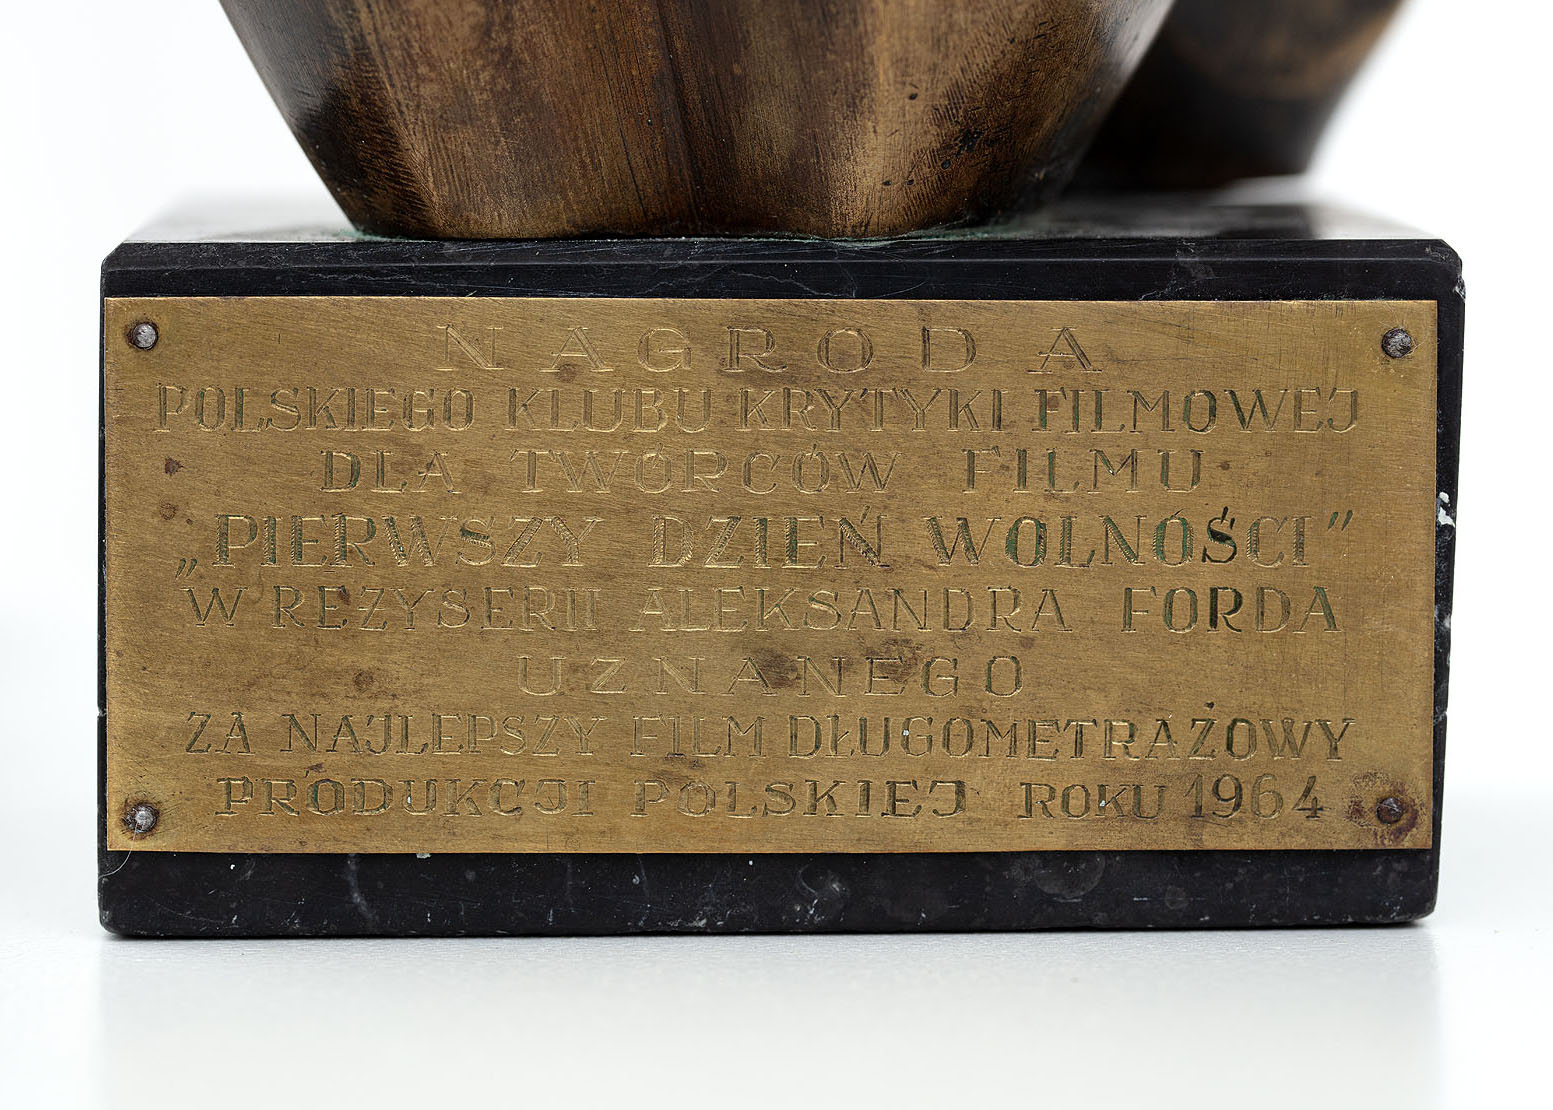 NAGRODA
POLSKIEGO KLUBU KRYTYKI FILMOWEJ
DLA TWÓRCÓW FILMU
„PIERWSZY DZIEŃ WOLNOŚCI”
W REŻYSERII ALEKSANDRA FORDA
UZNANEGO
ZA NAJLEPSZY FILM DŁUGOMETRAŻOWY
PRODUKCJI POLSKIEJ ROKU 1964